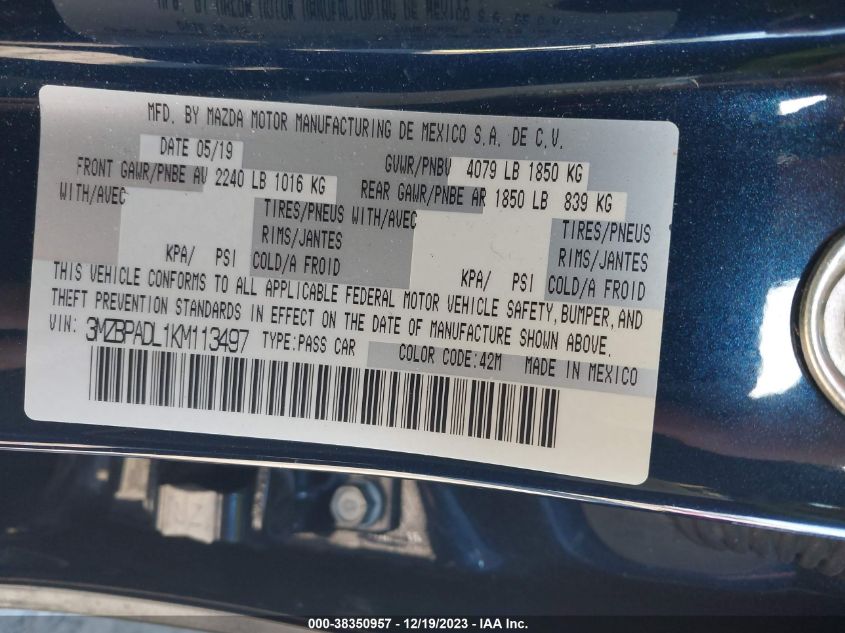 MFD. BY MAZDA MOTOR MANUFACTURING DE MEXICO S.A. DE C.V.
DATE 05/19 GVWR/PNBV 4079 LB 1850 KG
FRONT GAWR/PNBE AV 2240 LB 1016 KG REAR GAWR/PNBE AR 1850 LB 839 KG
WITH/AVEC TIRES/PNEUS WITH/AVEC TIRES/PNEUS
RIMS/JANTES RIMS/JANTES
KPA/ PSI COLD/A FROID KPA/ PSI COLD/A FROID
THIS VEHICLE CONFORMS TO ALL APPLICABLE FEDERAL MOTOR VEHICLE SAFETY, BUMPER, AND
THEFT PREVENTION STANDARDS IN EFFECT ON THE DATE OF MANUFACTURE SHOWN ABOVE.
VIN: 3MZBPADL1KM113497 TYPE:PASS CAR COLOR CODE:42M MADE IN MEXICO
000-38350957 - 12/19/2023 - IAA Inc.